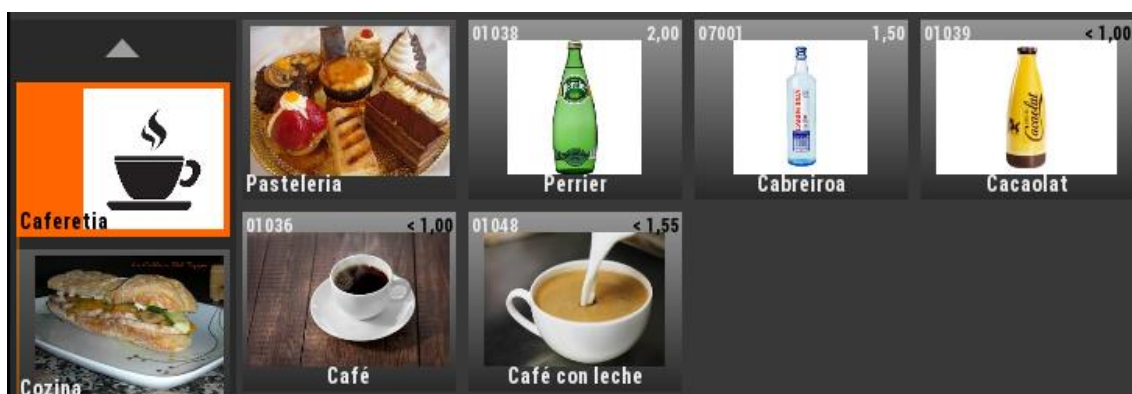 Caferetia
Cozina
Pasteleria
01038 2,00
Perrier
07001 1,50
Cabreiroa
01039 < 1,00
Cacaolat
Cacaolat
01036 < 1,00
Café
01048 < 1,55
Café con leche